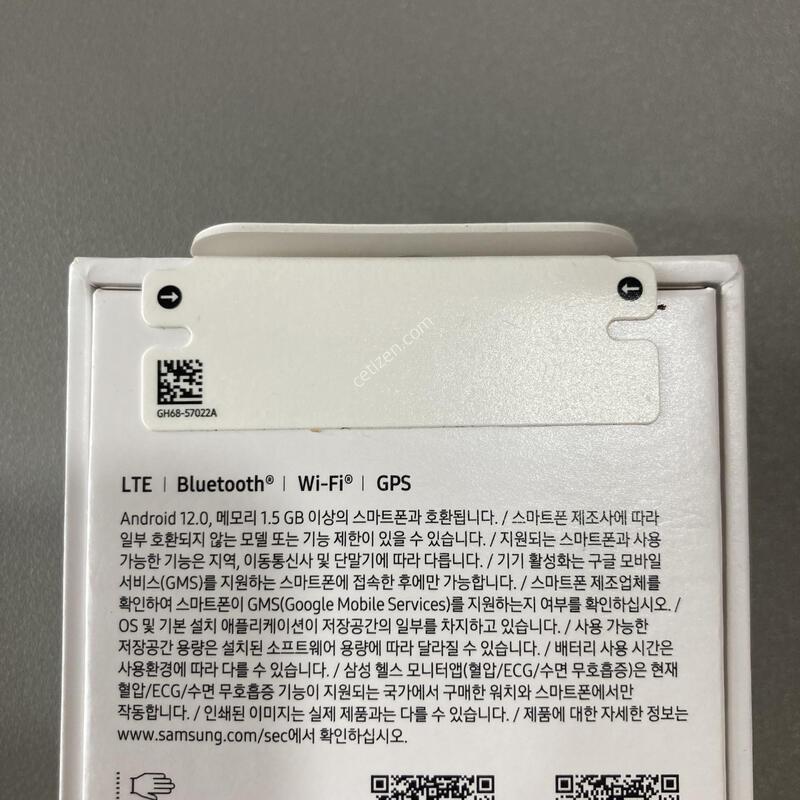 cetizen.com
GH68-57022A
LTE | Bluetooth® | Wi-Fi® | GPS
Android 12.0, 메모리 1.5 GB 이상의 스마트폰과 호환됩니다. / 스마트폰 제조사에 따라
일부 호환되지 않는 모델 또는 기능 제한이 있을 수 있습니다. / 지원되는 스마트폰과 사용
가능한 기능은 지역, 이동통신사 및 단말기에 따라 다릅니다. / 기기 활성화는 구글 모바일
서비스(GMS)를 지원하는 스마트폰에 접속한 후에만 가능합니다. / 스마트폰 제조업체를
확인하여 스마트폰이 GMS(Google Mobile Services)를 지원하는지 여부를 확인하십시오. /
OS 및 기본 설치 애플리케이션이 저장공간의 일부를 차지하고 있습니다. / 사용 가능한
저장공간 용량은 설치된 소프트웨어 용량에 따라 달라질 수 있습니다. / 배터리 사용 시간은
사용환경에 따라 다를 수 있습니다. / 삼성 헬스 모니터앱(혈압/ECG/수면 무호흡증)은 현재
혈압/ECG/수면 무호흡증 기능이 지원되는 국가에서 구매한 워치와 스마트폰에서만
작동합니다. / 인쇄된 이미지는 실제 제품과는 다를 수 있습니다. / 제품에 대한 자세한 정보는
www.samsung.com/sec에서 확인하십시오.